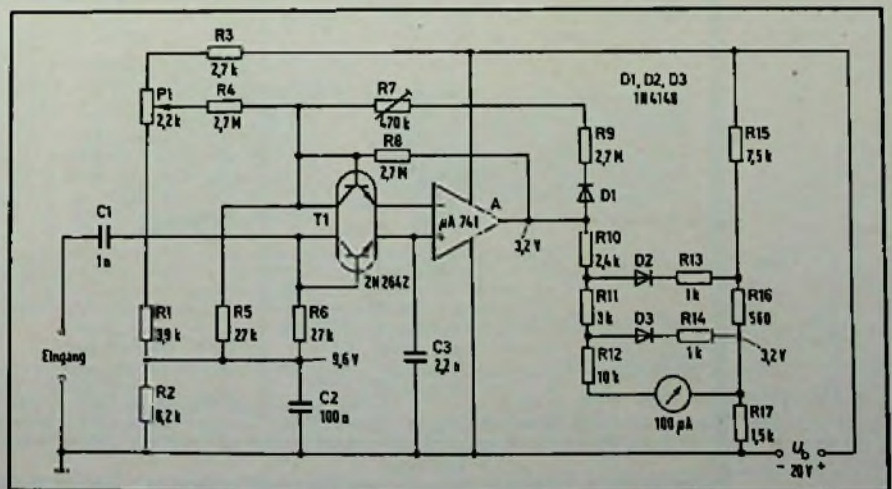 R3
2,7 k
P1
2,2 k
R4
2,7 M
R7
470 k
D1, D2, D3
1N4148
R15
7,5 k
R9
2,7 M
R8
2,7 M
D1
T1
A
µA 741
3,2 V
C1
1 n
R10
2,4 k
D2
R13
1 k
2N2642
R1
3,9 k
R5
27 k
R6
27 k
R11
3 k
D3
R14
1 k
R16
560
Eingang
9,6 V
C3
2,2 n
3,2 V
R2
8,2 k
C2
100 n
R12
10 k
100 µA
R17
1,5 k
Ub
- 20 V +